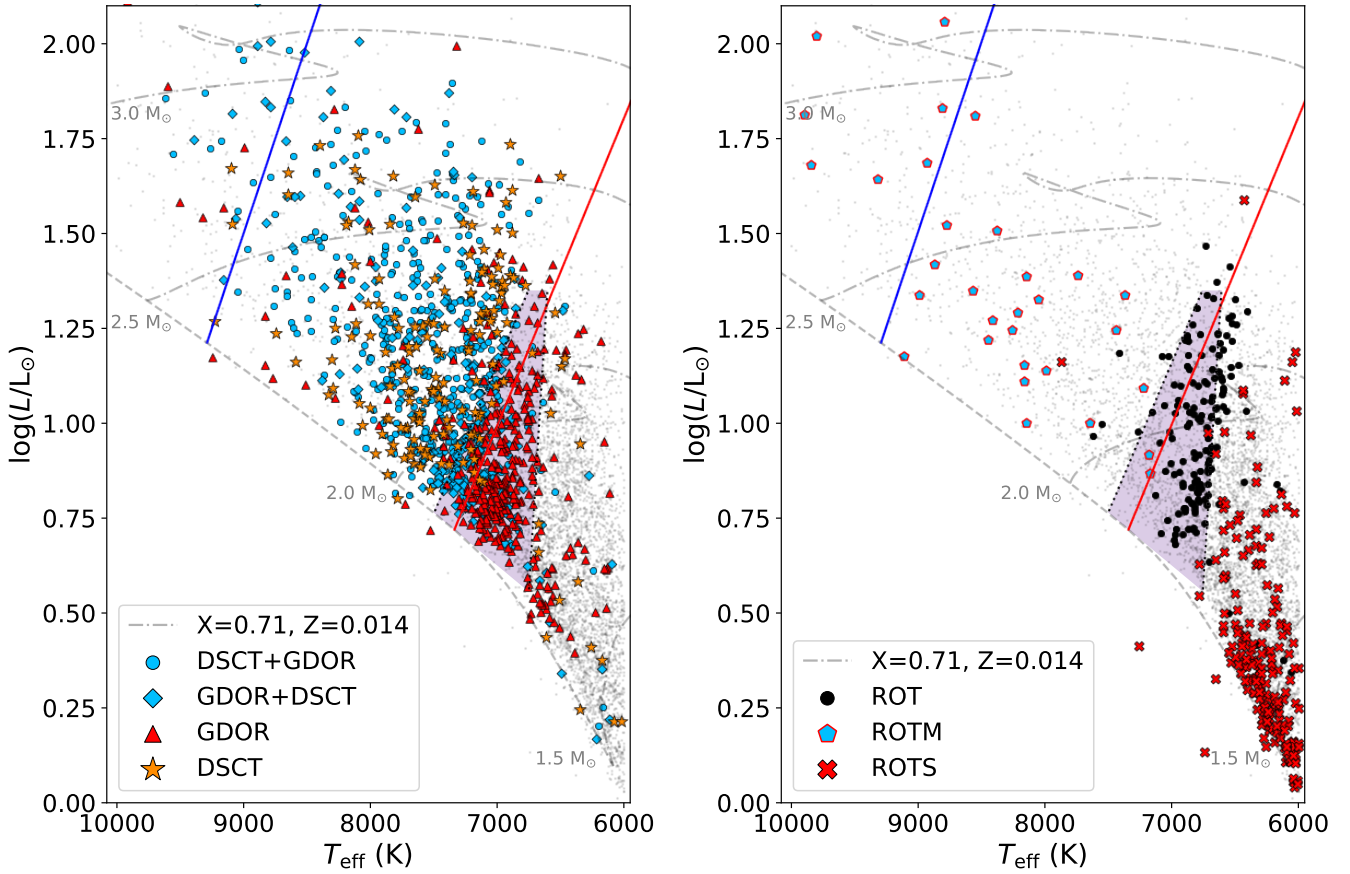 2.00
1.75
1.50
1.25
1.00
0.75
0.50
0.25
0.00
log(L/L⊙)
3.0 M⊙
2.5 M⊙
2.0 M⊙
1.5 M⊙
X=0.71, Z=0.014
DSCT+GDOR
GDOR+DSCT
GDOR
DSCT
10000 9000 8000 7000 6000
Teff (K)
2.00
1.75
1.50
1.25
1.00
0.75
0.50
0.25
0.00
log(L/L⊙)
3.0 M⊙
2.5 M⊙
2.0 M⊙
1.5 M⊙
X=0.71, Z=0.014
ROT
ROTM
ROTS
10000 9000 8000 7000 6000
Teff (K)